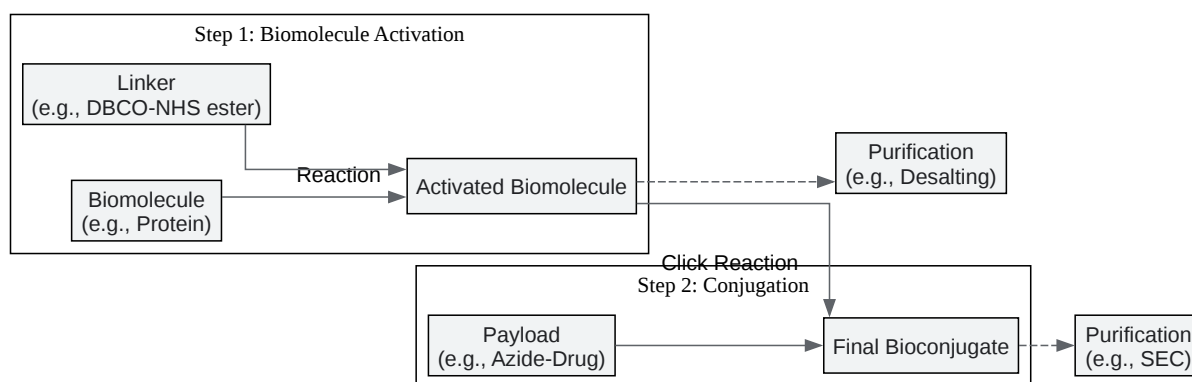 Step 1: Biomolecule Activation
Linker
(e.g., DBCO-NHS ester)
Reaction
Activated Biomolecule
Biomolecule
(e.g., Protein)
Purification
(e.g., Desalting)
Click Reaction
Step 2: Conjugation
Payload
(e.g., Azide-Drug)
Final Bioconjugate
Purification
(e.g., SEC)